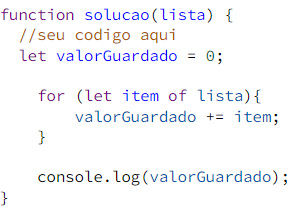 function solucao(lista) {
  //seu codigo aqui
  let valorGuardado = 0;

    for (let item of lista){
        valorGuardado += item;
    }

    console.log(valorGuardado);
}